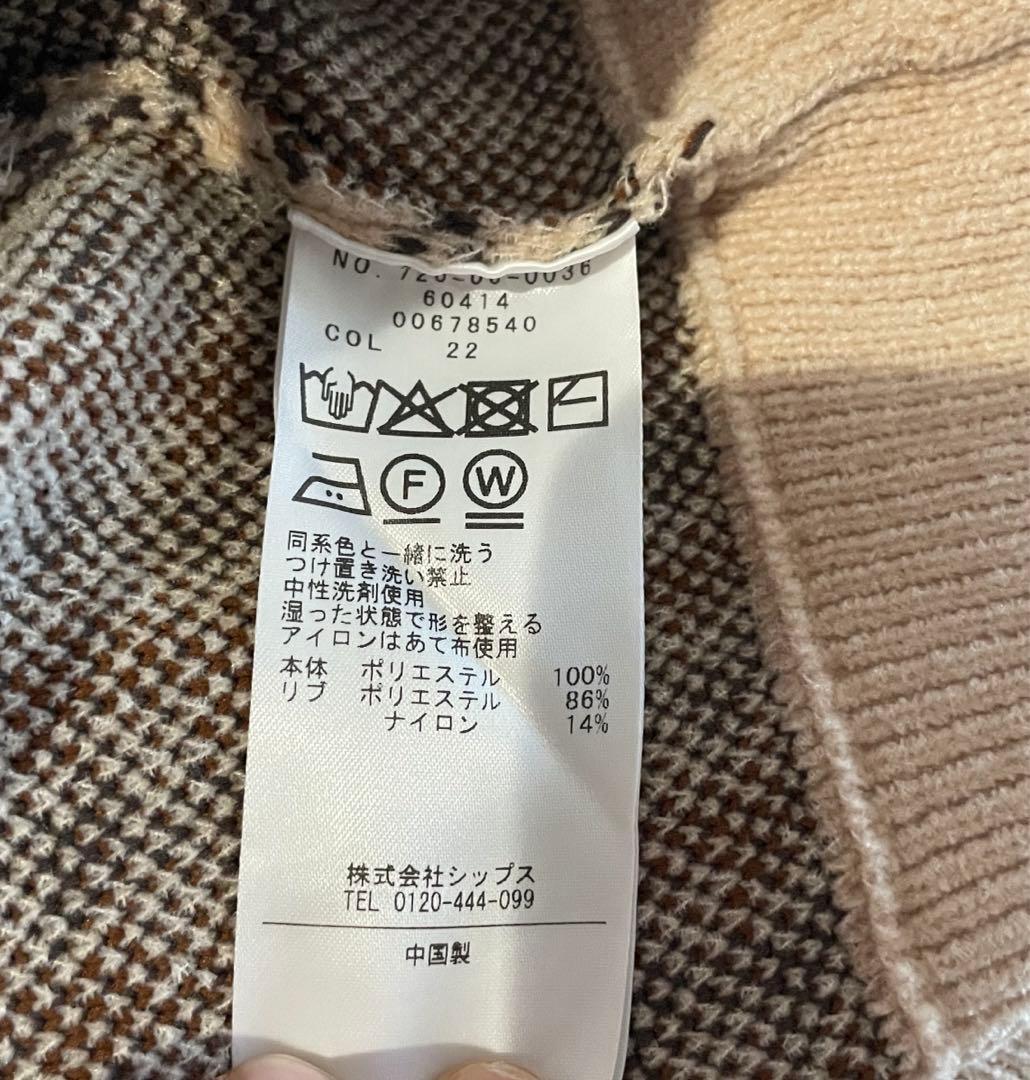 NO.
60414
00678540
COL 22
F W
同系色と一緒に洗う
つけ置き洗い禁止
中性洗剤使用
湿った状態で形を整える
アイロンはあて布使用
本体 ポリエステル 100%
リブ ポリエステル 86%
ナイロン 14%
株式会社シップス
TEL 0120-444-099
中国製